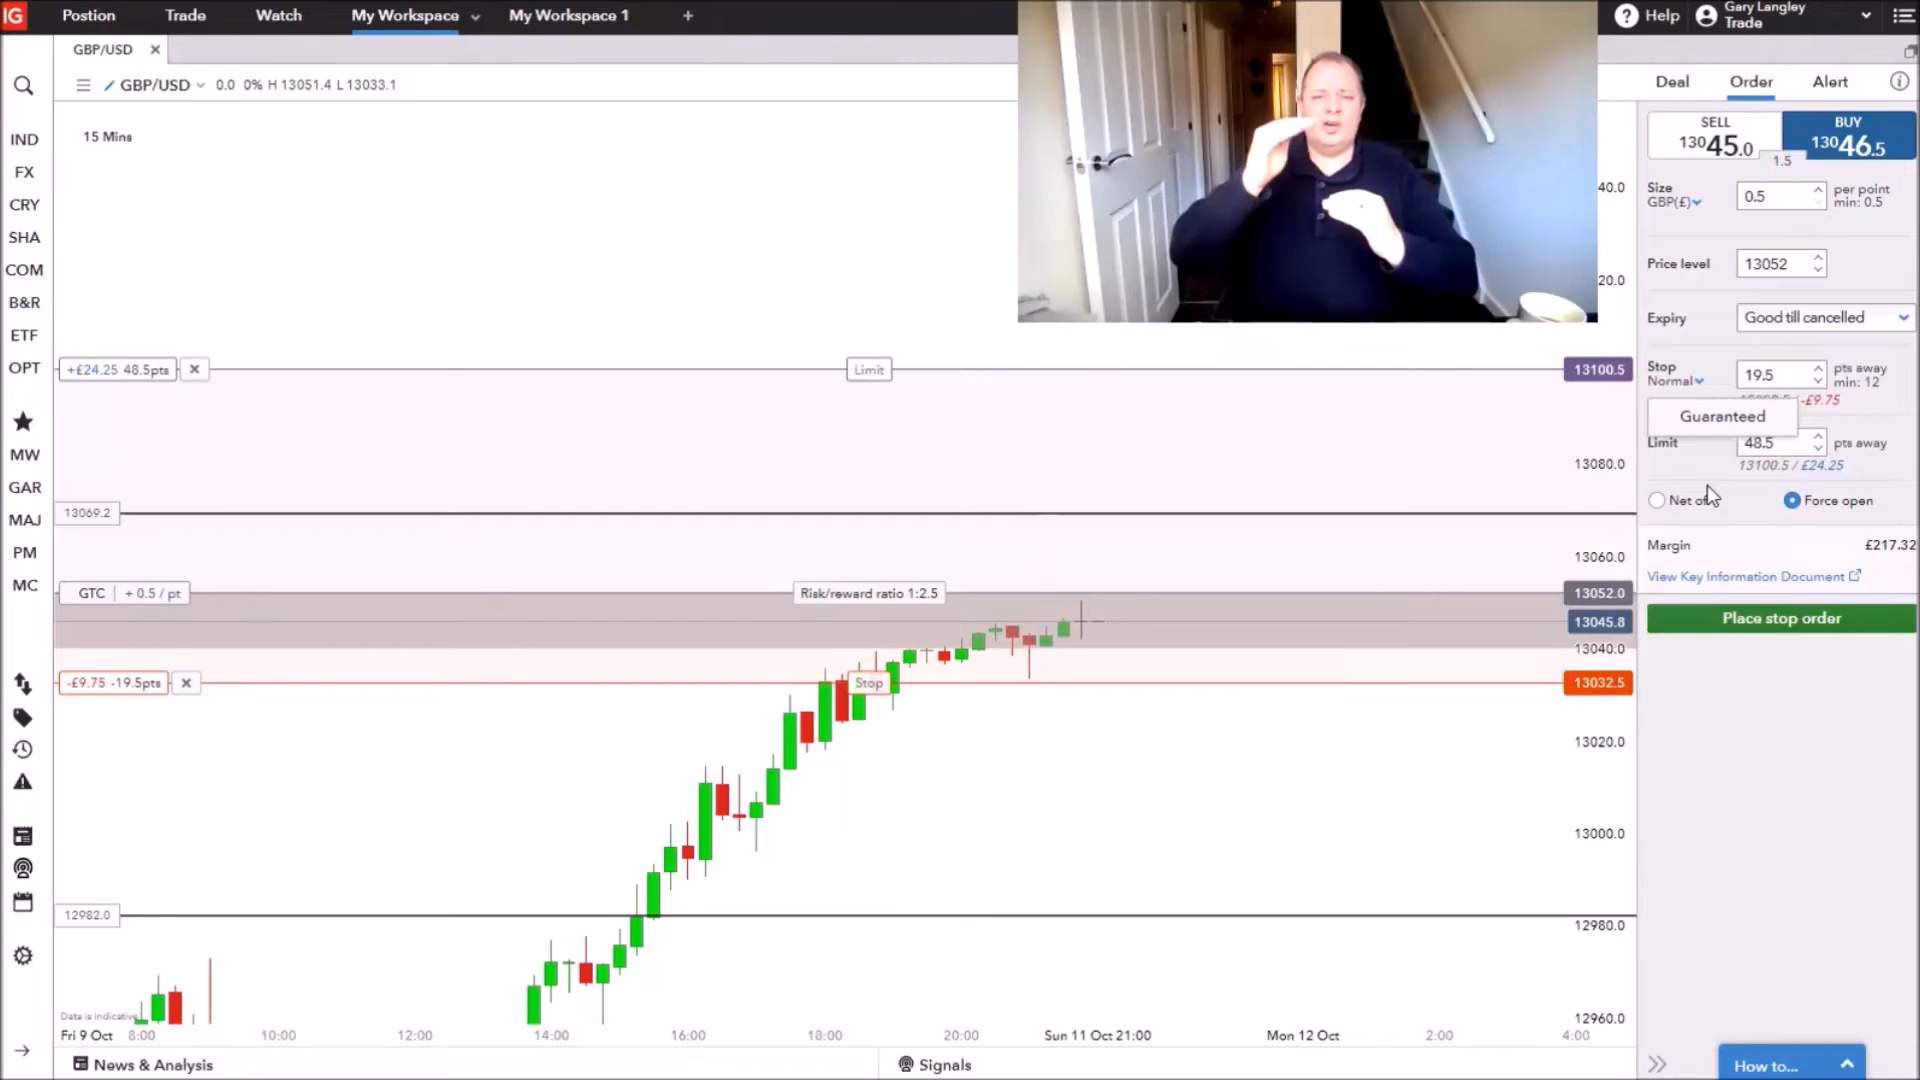 IG Postion Trade Watch My Workspace My Workspace 1 + Help Gary Langley
Trade
GBP/USD
GBP/USD 0.0 0% H 13051.4 L 13033.1
15 Mins
IND
FX
CRY
SHA
COM
B&R
ETF
OPT
MW
GAR
MAJ
PM
MC
+£24.25 48.5pts
Limit
13100.5
13069.2
GTC + 0.5 / pt
Risk/reward ratio 1:2.5
13052.0
13045.8
-£9.75 -19.5pts
Stop
13032.5
12982.0
40.0
20.0
13080.0
13060.0
13040.0
13020.0
13000.0
12980.0
12960.0
Data is indicative
Fri 9 Oct 8:00 10:00 12:00 14:00 16:00 18:00 20:00 Sun 11 Oct 21:00 Mon 12 Oct 2:00 4:00
News & Analysis Signals
Deal Order Alert
SELL BUY
13045.0 13046.5
1.5
Size
GBP(£) 0.5 per point
min: 0.5
Price level 13052
Expiry Good till cancelled
Stop
Normal 19.5 pts away
min: 12
-£9.75
Guaranteed
Limit 48.5 pts away
13100.5 / £24.25
Net off Force open
Margin £217.32
View Key Information Document
Place stop order
How to...